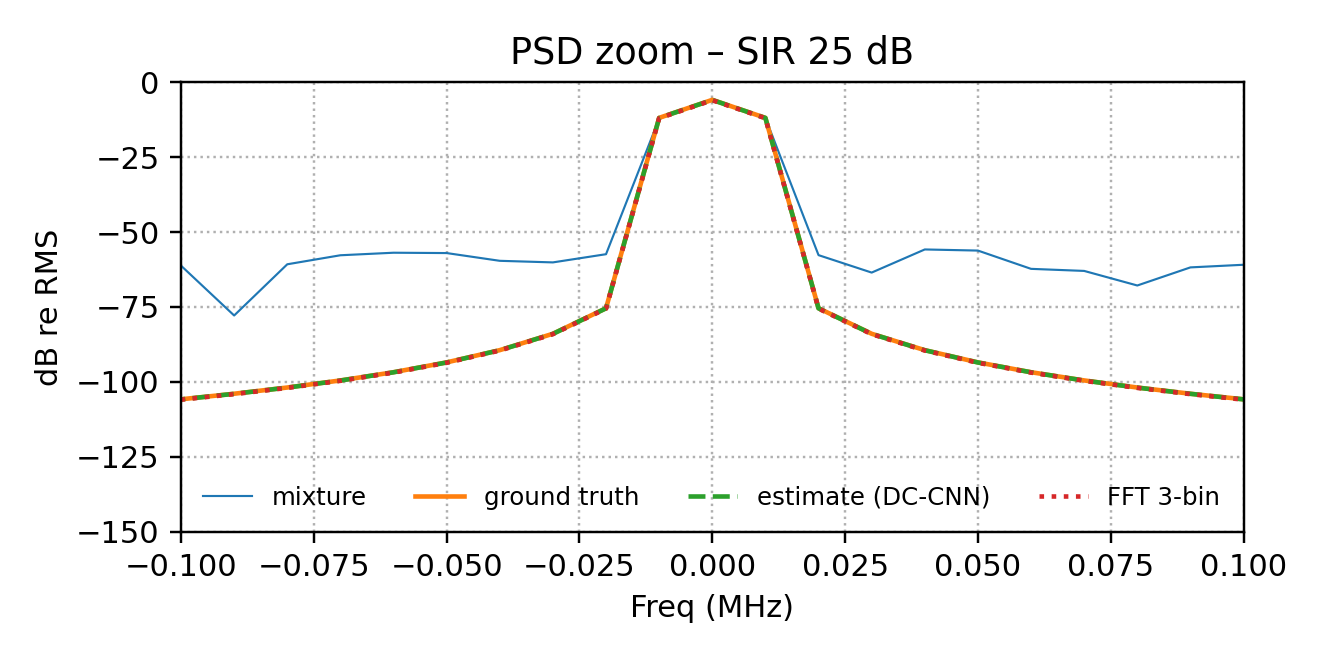 PSD zoom – SIR 25 dB
dB re RMS
0
−25
−50
−75
−100
−125
−150
mixture ground truth estimate (DC-CNN) FFT 3-bin
−0.100 −0.075 −0.050 −0.025 0.000 0.025 0.050 0.075 0.100
Freq (MHz)